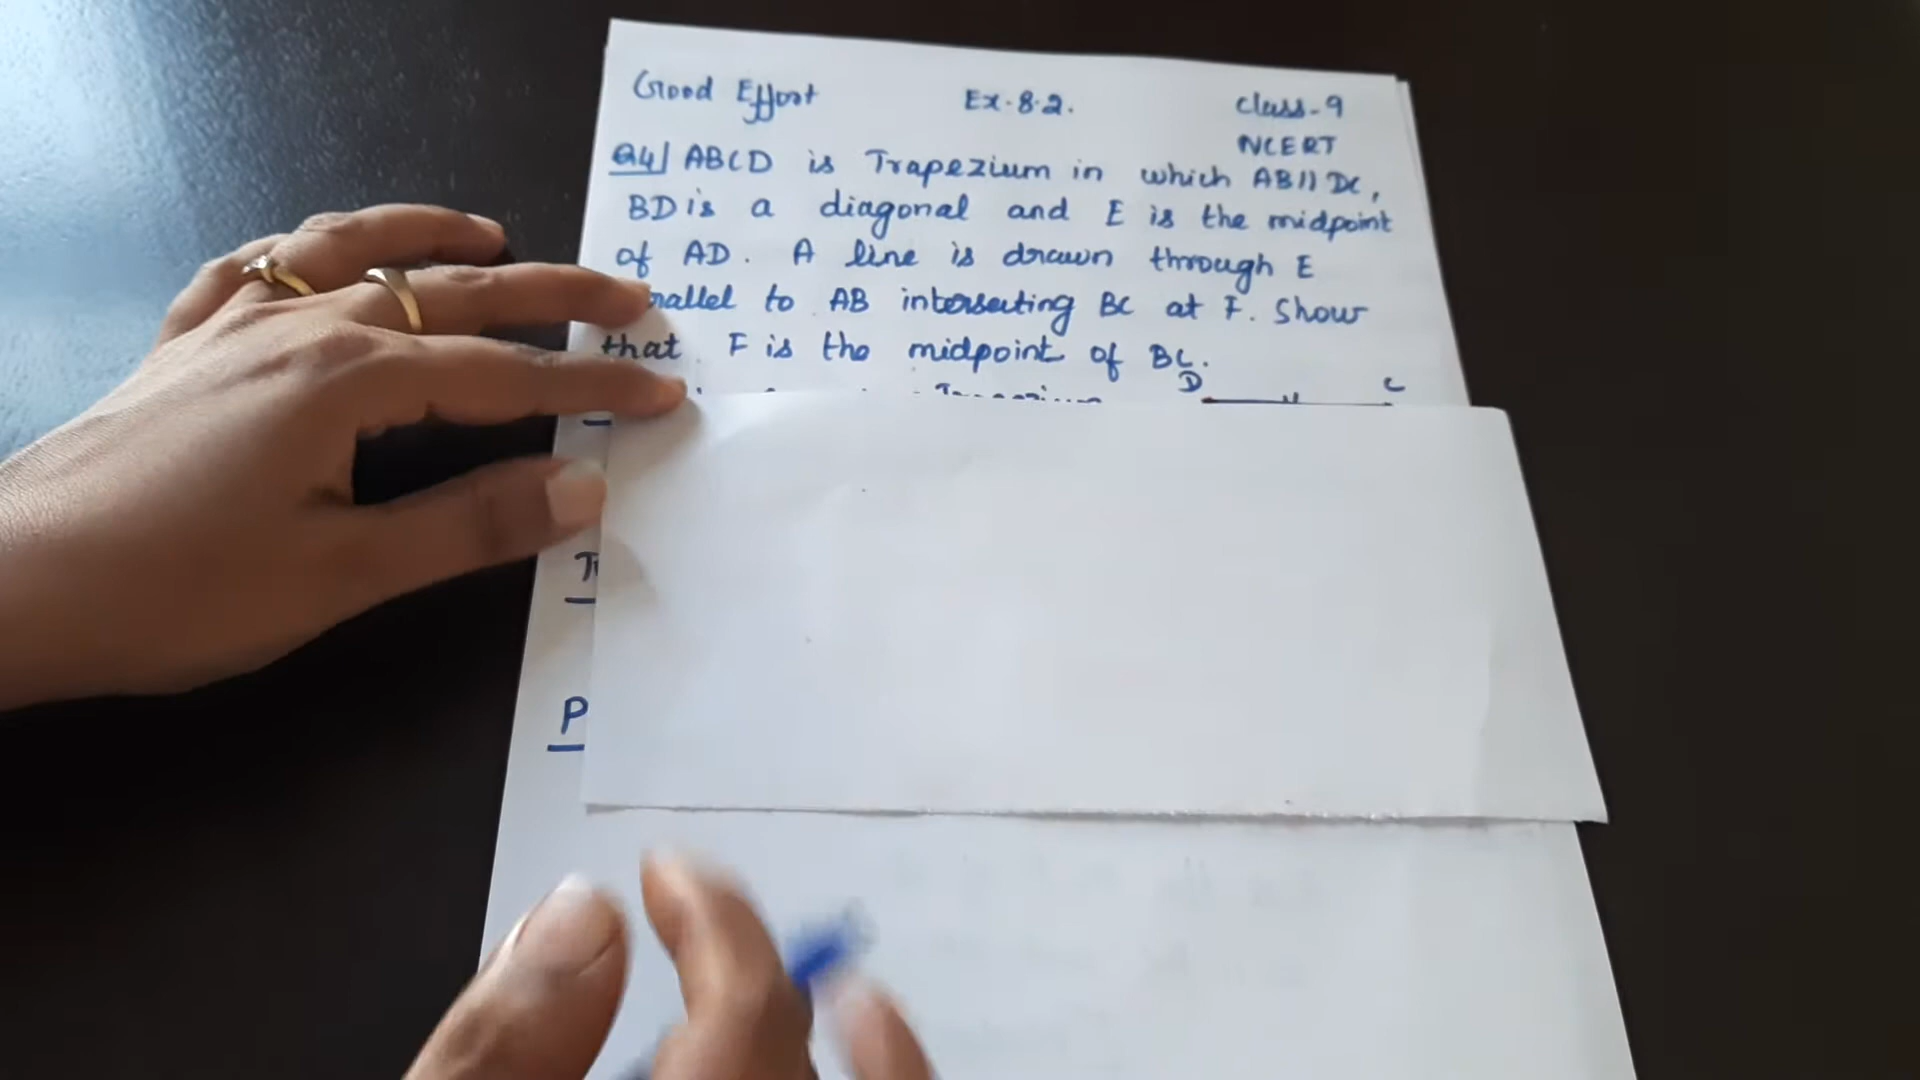 Good Effort Ex-8.2. Class-9
NCERT
Q4/ ABCD is Trapezium in which AB॥ DC,
BD is a diagonal and E is the midpoint
of AD. A line is drawn through E
rallel to AB intersecting BC at F. Show
that F is the midpoint of BC.
D C
P